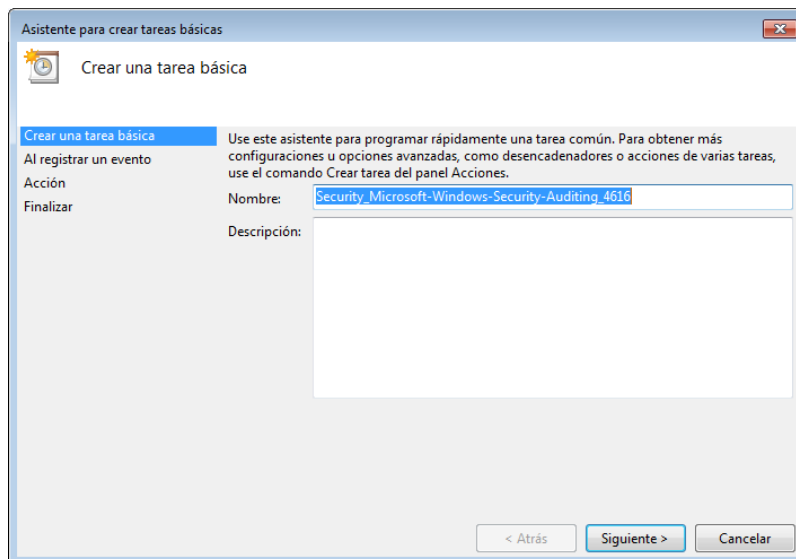 Asistente para crear tareas básicas
Crear una tarea básica
Crear una tarea básica
Al registrar un evento
Acción
Finalizar
Use este asistente para programar rápidamente una tarea común. Para obtener más
configuraciones u opciones avanzadas, como desencadenadores o acciones de varias tareas,
use el comando Crear tarea del panel Acciones.
Nombre: Security_Microsoft-Windows-Security-Auditing_4616
Descripción:
< Atrás Siguiente > Cancelar